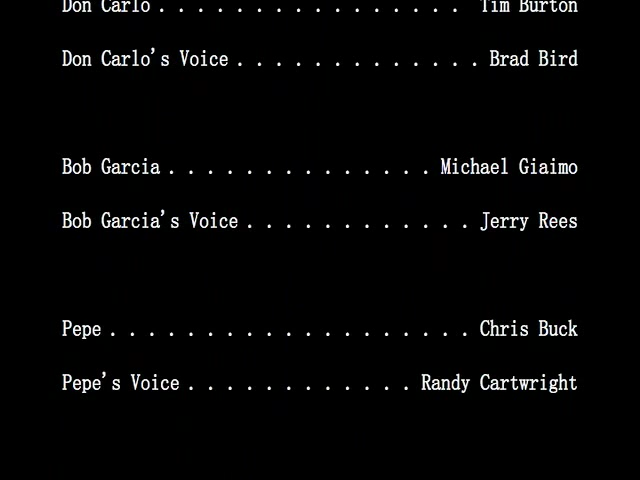 Don Carlo . . . . . . . . . . . . . . . . Tim Burton
Don Carlo's Voice . . . . . . . . . . . . . Brad Bird
Bob Garcia . . . . . . . . . . . . . . Michael Giaimo
Bob Garcia's Voice . . . . . . . . . . . . Jerry Rees
Pepe . . . . . . . . . . . . . . . . . . . Chris Buck
Pepe's Voice . . . . . . . . . . . . Randy Cartwright